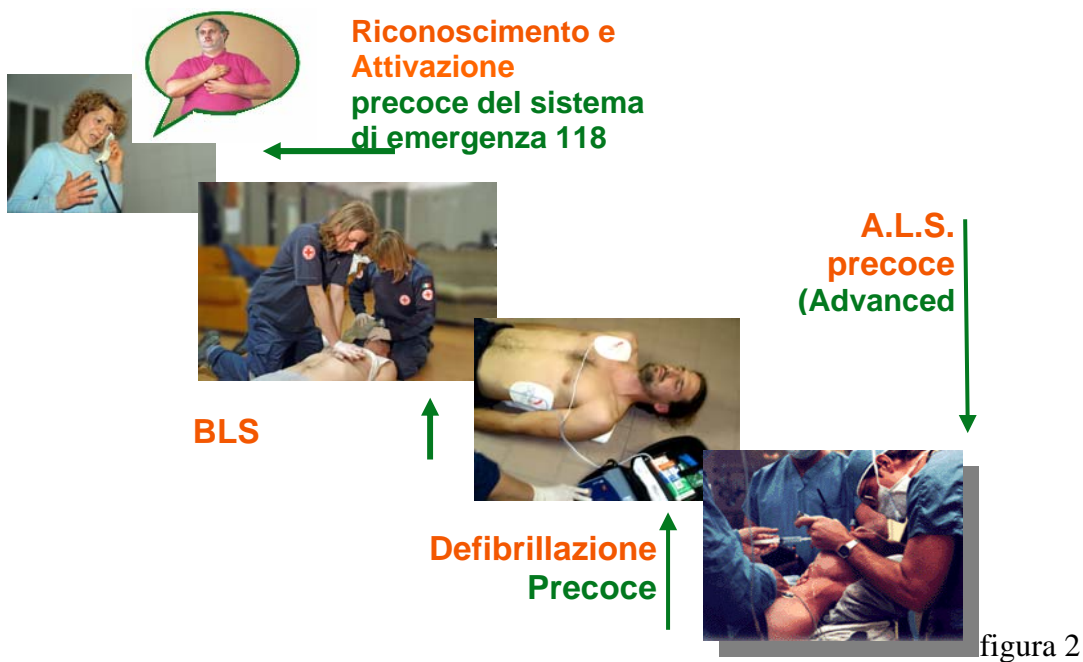 Riconoscimento e
Attivazione
precoce del sistema
di emergenza 118
A.L.S.
precoce
(Advanced
BLS
Defibrillazione
Precoce
figura 2